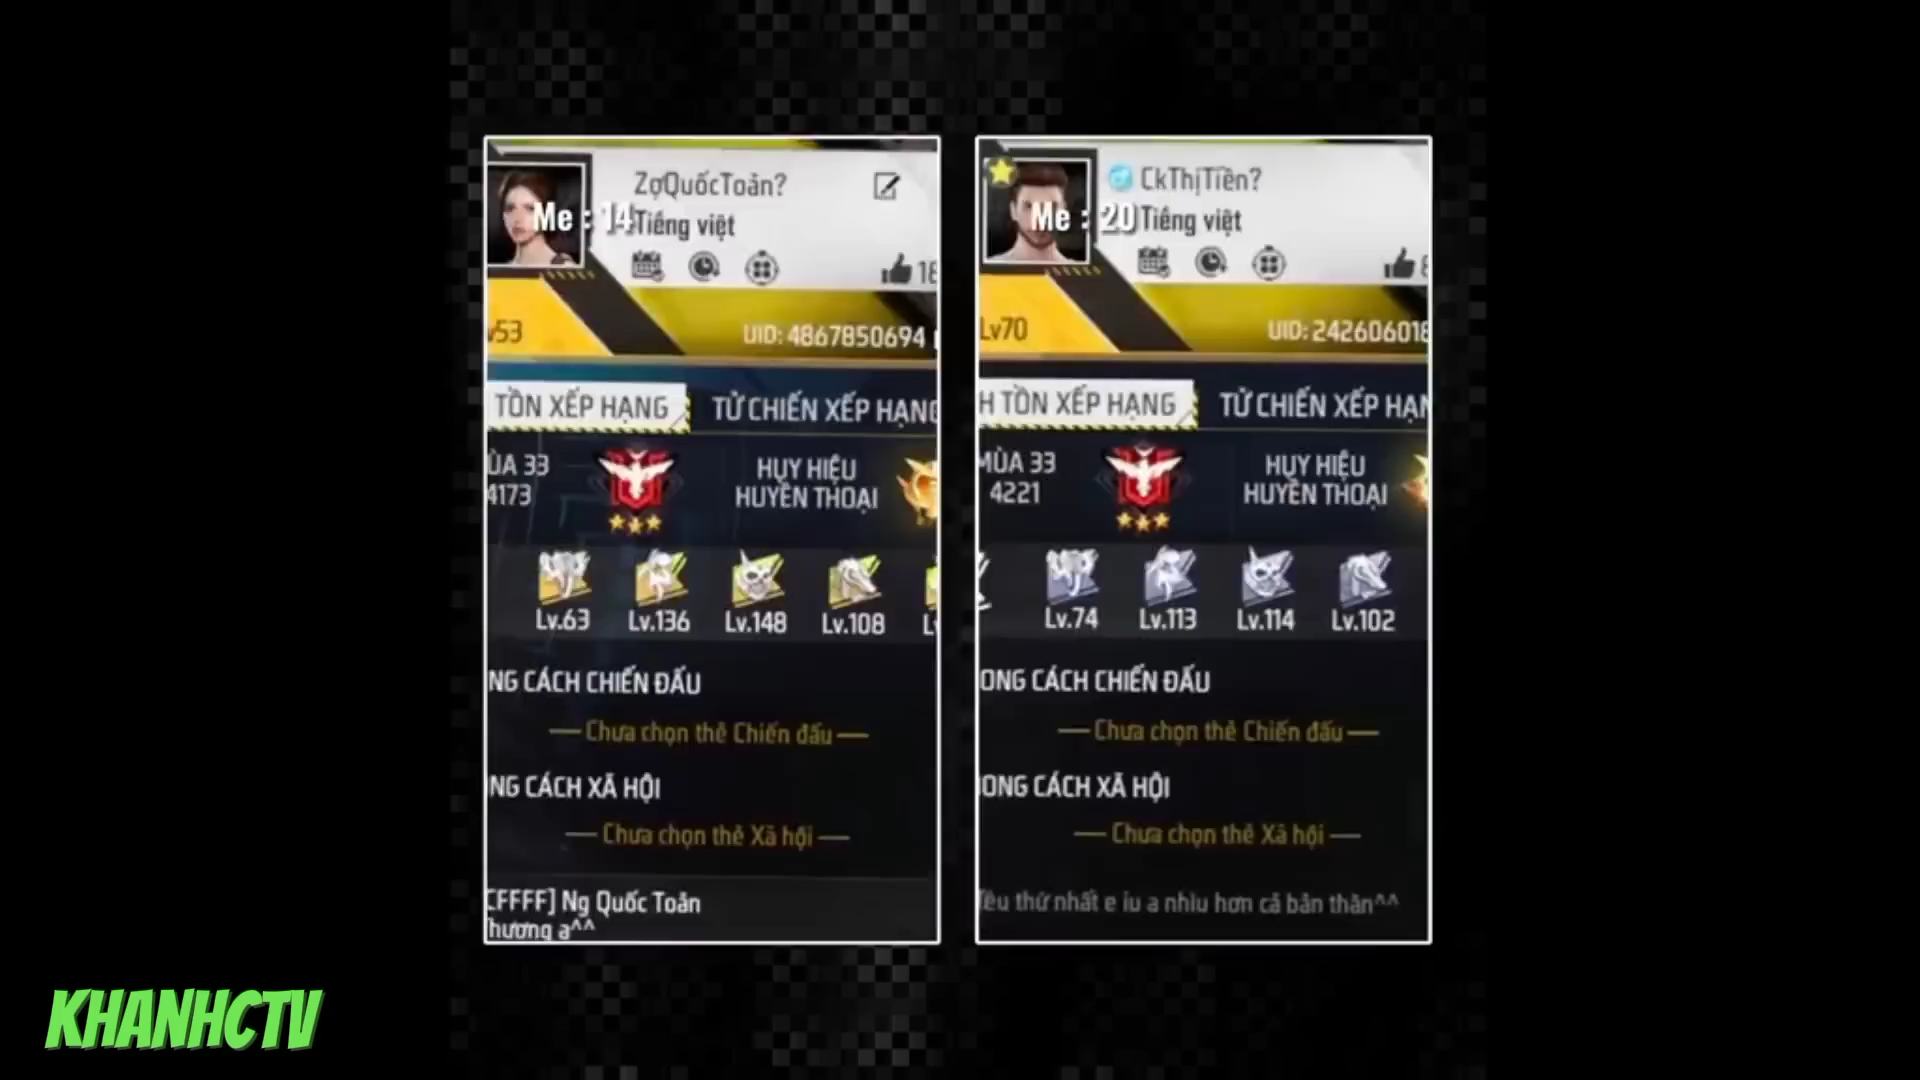 ZợQuốcToản?
Me : 14
Tiếng việt
18
v53
UID: 4867850694
TỒN XẾP HẠNG
TỬ CHIẾN XẾP HẠNG
ÙA 33
4173
HUY HIỆU
HUYỀN THOẠI
Lv.63
Lv.136
Lv.148
Lv.108
NG CÁCH CHIẾN ĐẤU
Chưa chọn thẻ Chiến đấu
NG CÁCH XÃ HỘI
Chưa chọn thẻ Xã hội
CFFFF] Ng Quốc Toản
Thương a^^
CkThịTiền?
Me : 20
Tiếng việt
Lv70
UID: 242606018
H TỒN XẾP HẠNG
TỬ CHIẾN XẾP HẠN
MÙA 33
4221
HUY HIỆU
HUYỀN THOẠI
Lv.74
Lv.113
Lv.114
Lv.102
ONG CÁCH CHIẾN ĐẤU
Chưa chọn thẻ Chiến đấu
ONG CÁCH XÃ HỘI
Chưa chọn thẻ Xã hội
thứ nhất e iu a nhìu hơn cả bản thân^^
KHANHCTV